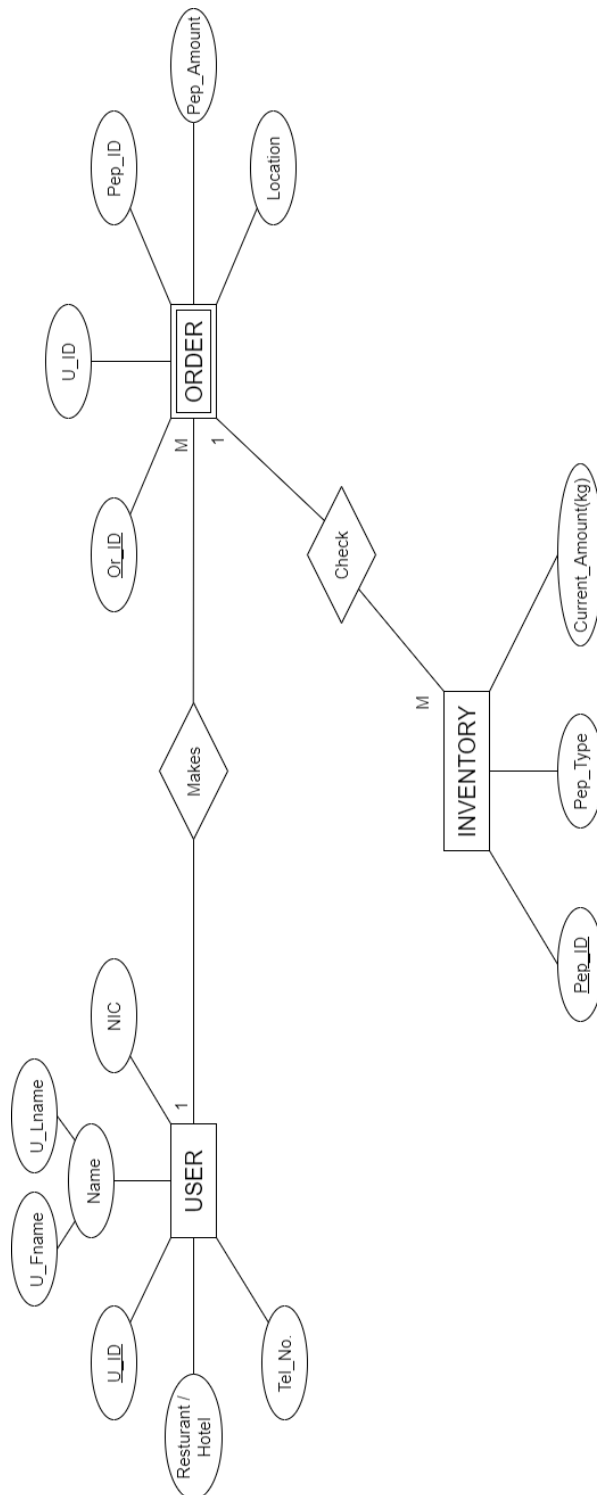 U_Fname
U_Lname
Name
U_ID
NIC
Resturant /
Hotel
USER
1
Tel_No.
Makes
Or_ID
U_ID
Pep_ID
M
ORDER
Pep_Amount
1
Location
Check
M
INVENTORY
Pep_ID
Pep_Type
Current_Amount(kg)